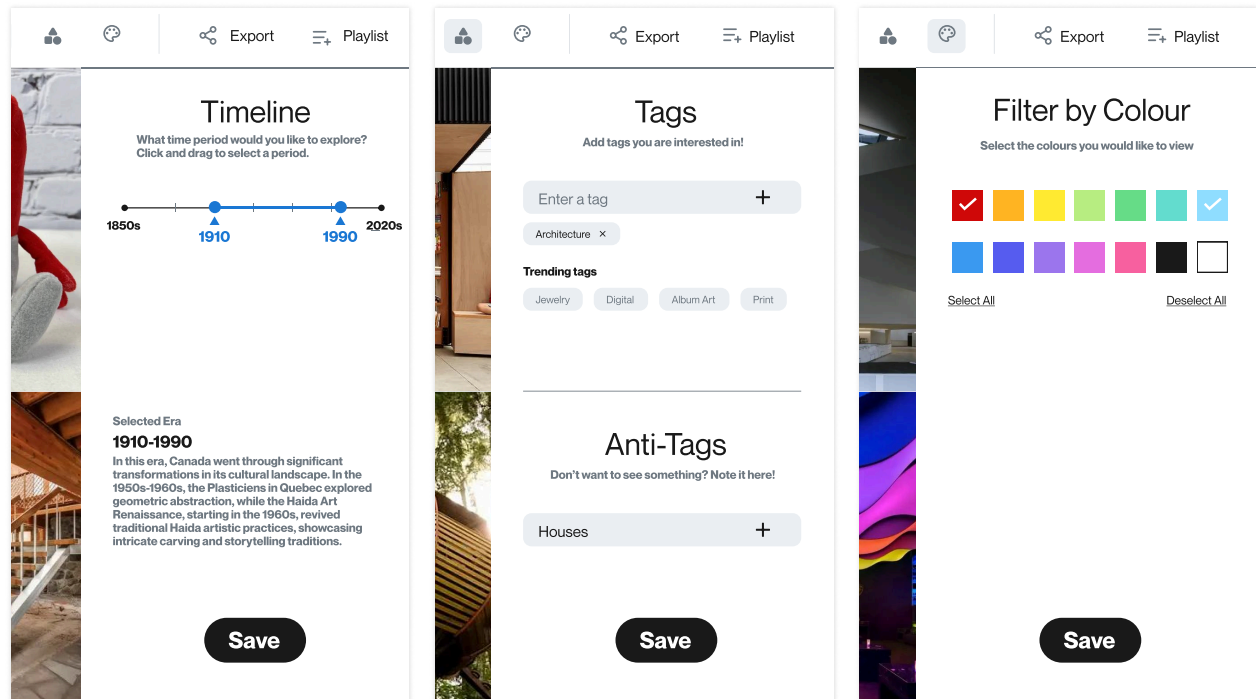 Export
Playlist
Timeline
What time period would you like to explore?
Click and drag to select a period.
1850s
2020s
1910
1990
Selected Era
1910-1990
In this era, Canada went through significant
transformations in its cultural landscape. In the
1950s-1960s, the Plasticiens in Quebec explored
geometric abstraction, while the Haida Art
Renaissance, starting in the 1960s, revived
traditional Haida artistic practices, showcasing
intricate carving and storytelling traditions.
Save
Export
Playlist
Tags
Add tags you are interested in!
Enter a tag
Architecture
Trending tags
Jewelry
Digital
Album Art
Print
Anti-Tags
Don't want to see something? Note it here!
Houses
Save
Export
Playlist
Filter by Colour
Select the colours you would like to view
Select All
Deselect All
Save